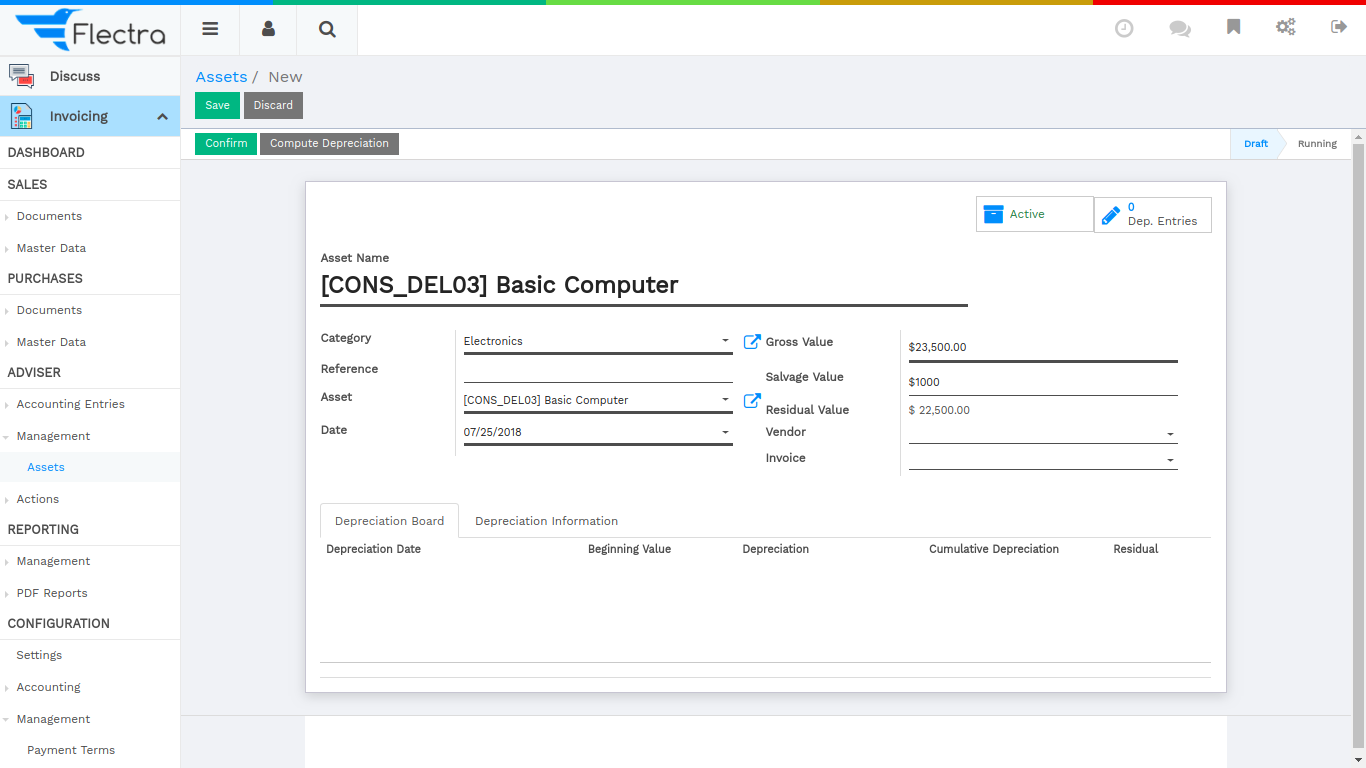 Flectra
Discuss
Invoicing
DASHBOARD
SALES
Documents
Master Data
PURCHASES
Documents
Master Data
ADVISER
Accounting Entries
Management
Assets
Actions
REPORTING
Management
PDF Reports
CONFIGURATION
Settings
Accounting
Management
Payment Terms
Assets / New
Save Discard
Confirm Compute Depreciation
Draft Running
Active
0
Dep. Entries
Asset Name
[CONS_DEL03] Basic Computer
Category Electronics
Reference
Asset [CONS_DEL03] Basic Computer
Date 07/25/2018
Gross Value $23,500.00
Salvage Value $1000
Residual Value $ 22,500.00
Vendor
Invoice
Depreciation Board Depreciation Information
Depreciation Date Beginning Value Depreciation Cumulative Depreciation Residual